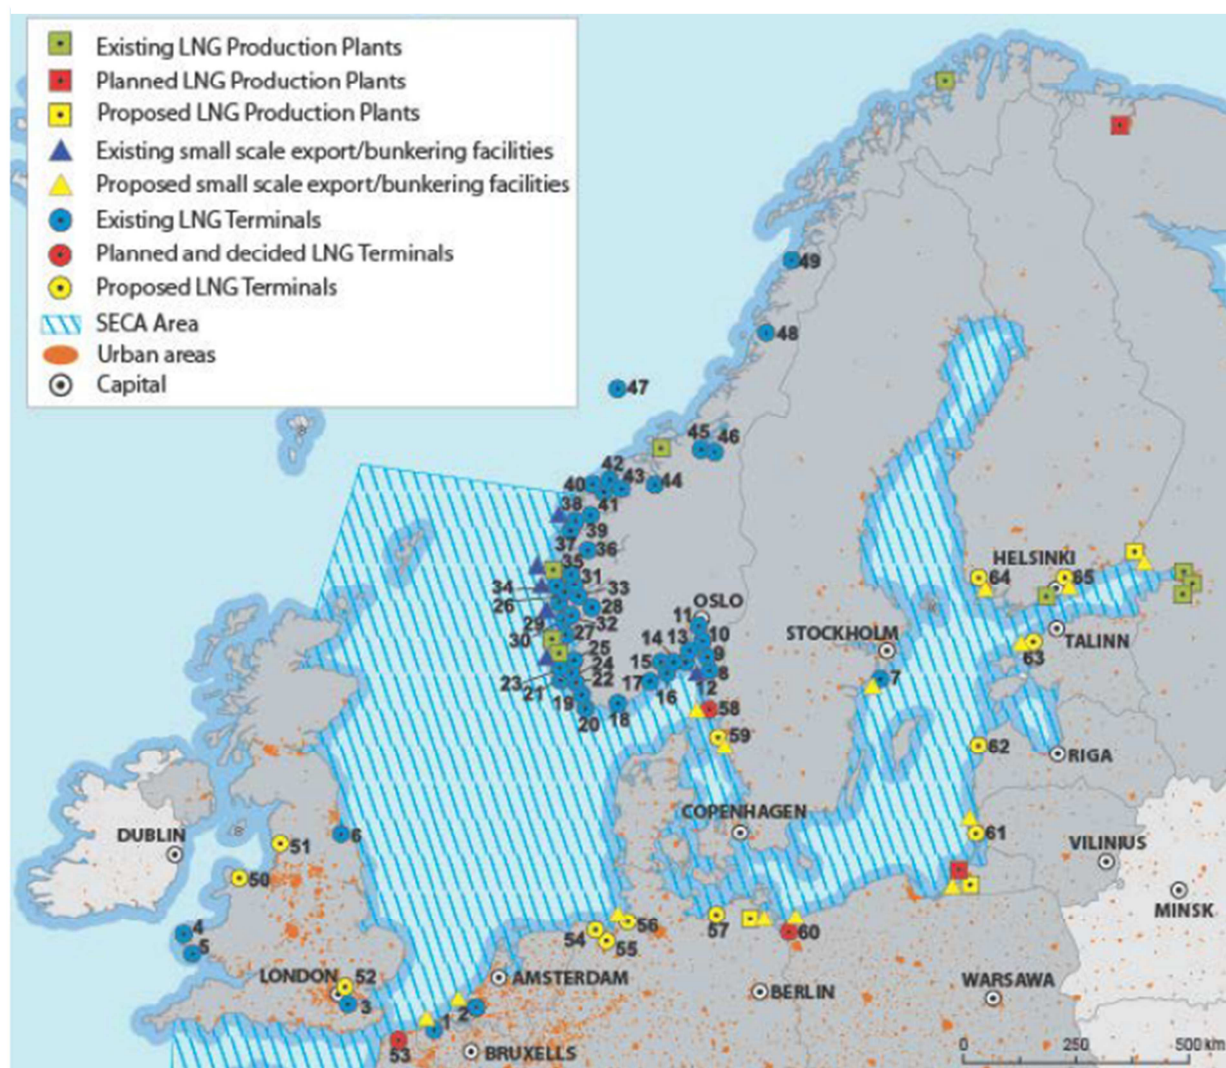 Existing LNG Production Plants
Planned LNG Production Plants
Proposed LNG Production Plants
Existing small scale export/bunkering facilities
Proposed small scale export/bunkering facilities
Existing LNG Terminals
Planned and decided LNG Terminals
Proposed LNG Terminals
SECA Area
Urban areas
Capital
49
48
47
45 46
42
40 43 44
38 41
37 39
36
35
34 31 33
26 28
29 32
30 27
25
24
23 22
21
19
20
18
HELSINKI
64 65
OSLO
11
14 13 10
15 9
8
17 16 12
STOCKHOLM
TALINN
63
7
58
59
62
RIGA
COPENHAGEN
DUBLIN
6
51
61
VILINIUS
50
MINSK
4
5
54 55 56
57
60
LONDON
52
3
AMSTERDAM
BERLIN
WARSAWA
2
1
53
BRUXELLS
0 250 500 km